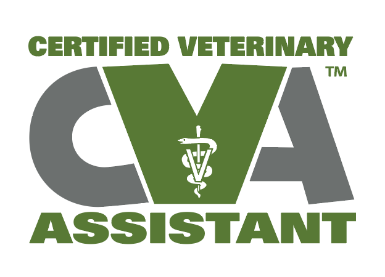 CERTIFIED VETERINARY
CVA™
V
ASSISTANT